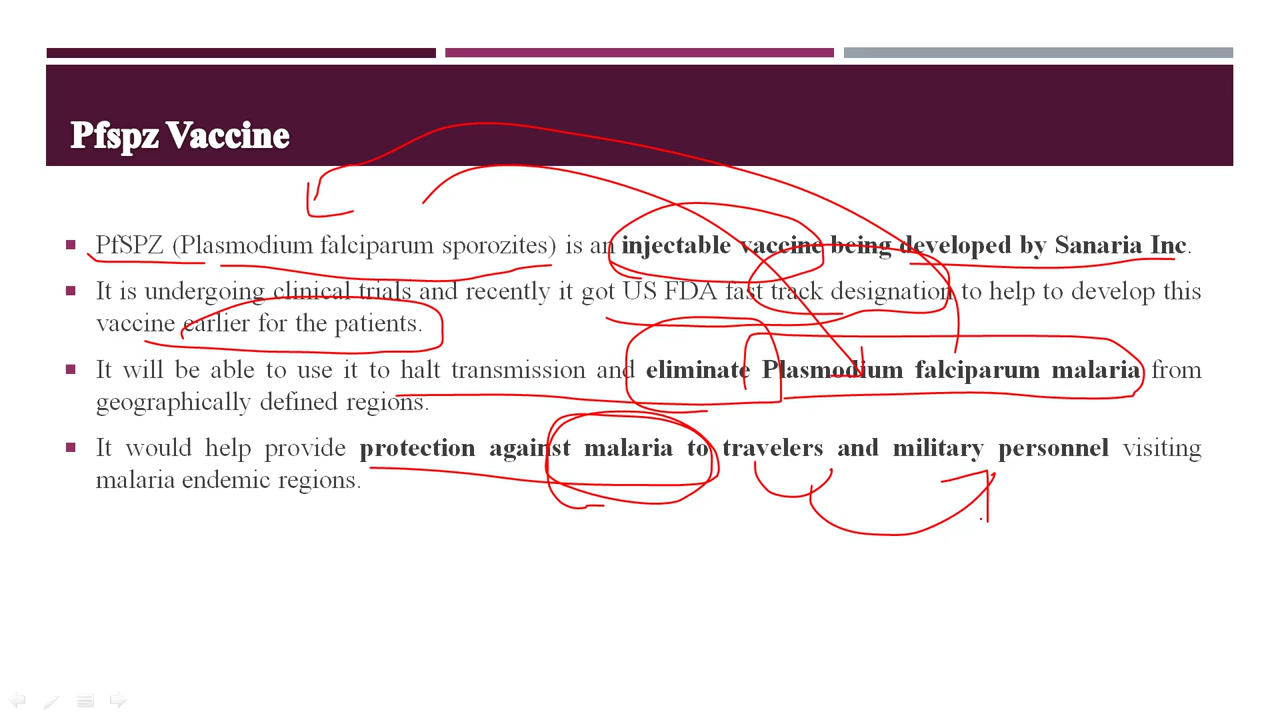 Pfspz Vaccine
PfSPZ (Plasmodium falciparum sporozites) is an injectable vaccine being developed by Sanaria Inc.
It is undergoing clinical trials and recently it got US FDA fast track designation to help to develop this
vaccine earlier for the patients.
It will be able to use it to halt transmission and eliminate Plasmodium falciparum malaria from
geographically defined regions.
It would help provide protection against malaria to travelers and military personnel visiting
malaria endemic regions.